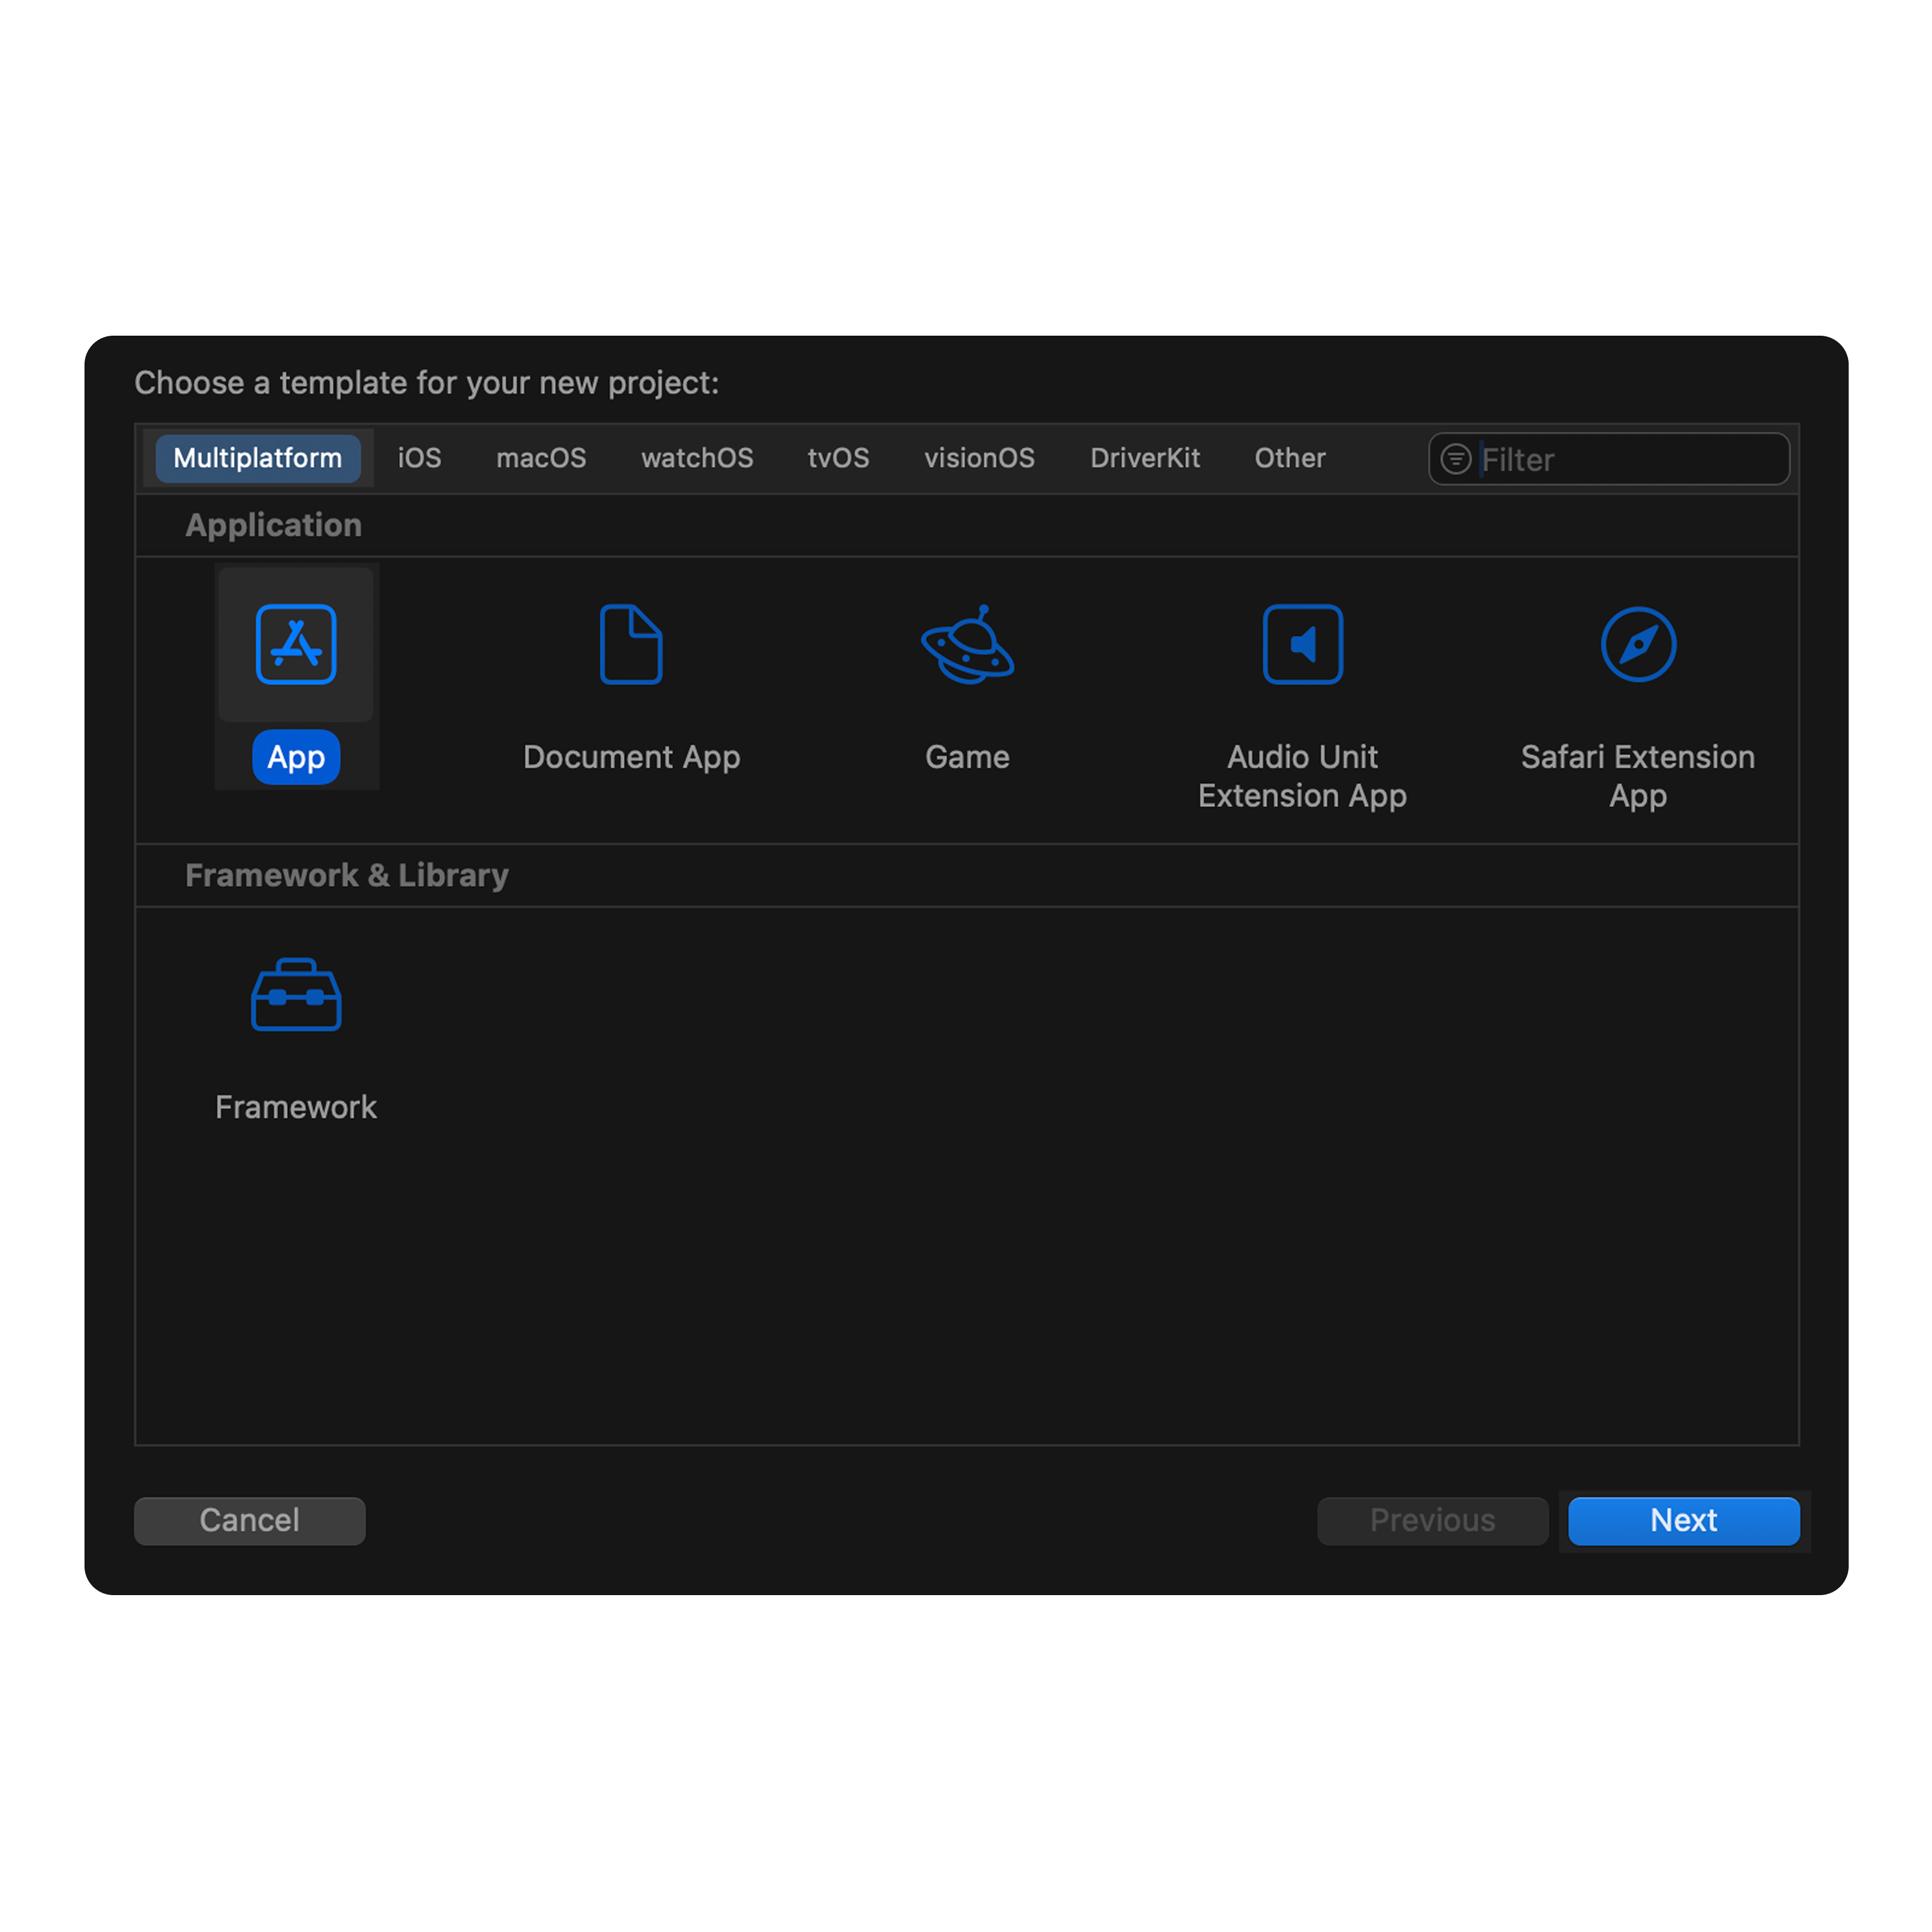 Choose a template for your new project:
Multiplatform iOS macOS watchOS tvOS visionOS DriverKit Other Filter
Application
App Document App Game Audio Unit Extension App Safari Extension App
Framework & Library
Framework
Cancel Previous Next